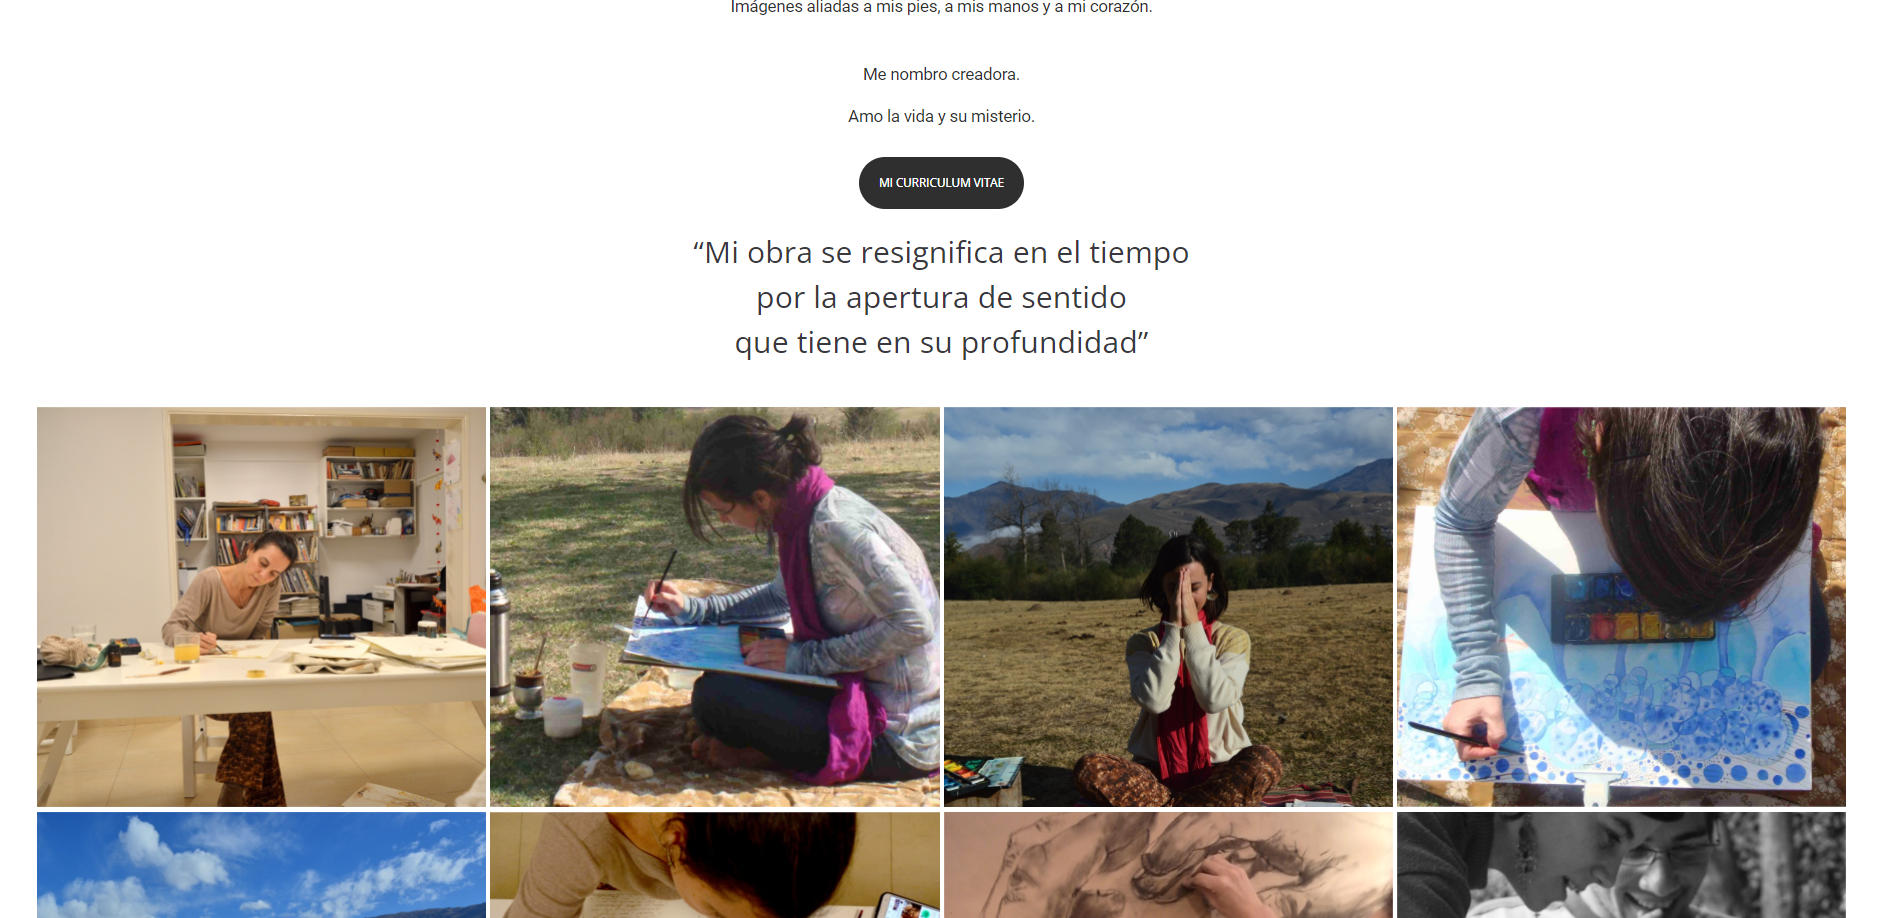 Imágenes aliadas a mis pies, a mis manos y a mi corazón.
Me nombro creadora.
Amo la vida y su misterio.
MI CURRICULUM VITAE
“Mi obra se resignifica en el tiempo
por la apertura de sentido
que tiene en su profundidad”